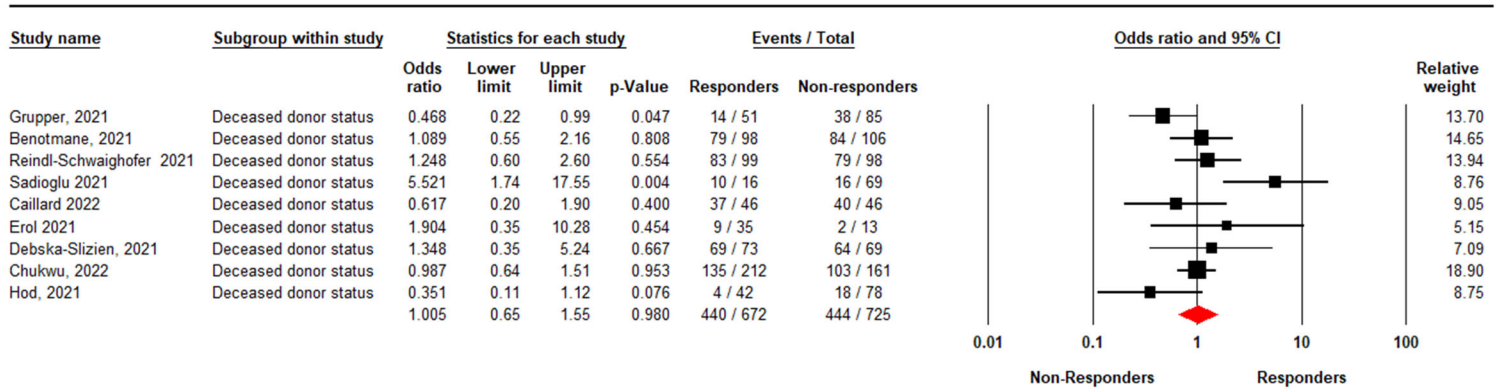 Study name Subgroup within study Statistics for each study Events / Total Odds ratio and 95% CI
Odds ratio Lower limit Upper limit p-Value Responders Non-responders Relative weight
Grupper, 2021 Deceased donor status 0.468 0.22 0.99 0.047 14 / 51 38 / 85 13.70
Benotmane, 2021 Deceased donor status 1.089 0.55 2.16 0.808 79 / 98 84 / 106 14.65
Reindl-Schwaighofer 2021 Deceased donor status 1.248 0.60 2.60 0.554 83 / 99 79 / 98 13.94
Sadioglu 2021 Deceased donor status 5.521 1.74 17.55 0.004 10 / 16 16 / 69 8.76
Caillard 2022 Deceased donor status 0.617 0.20 1.90 0.400 37 / 46 40 / 46 9.05
Erol 2021 Deceased donor status 1.904 0.35 10.28 0.454 9 / 35 2 / 13 5.15
Debska-Slizien, 2021 Deceased donor status 1.348 0.35 5.24 0.667 69 / 73 64 / 69 7.09
Chukwu, 2022 Deceased donor status 0.987 0.64 1.51 0.953 135 / 212 103 / 161 18.90
Hod, 2021 Deceased donor status 0.351 0.11 1.12 0.076 4 / 42 18 / 78 8.75
1.005 0.65 1.55 0.980 440 / 672 444 / 725
0.01 0.1 1 10 100
Non-Responders Responders